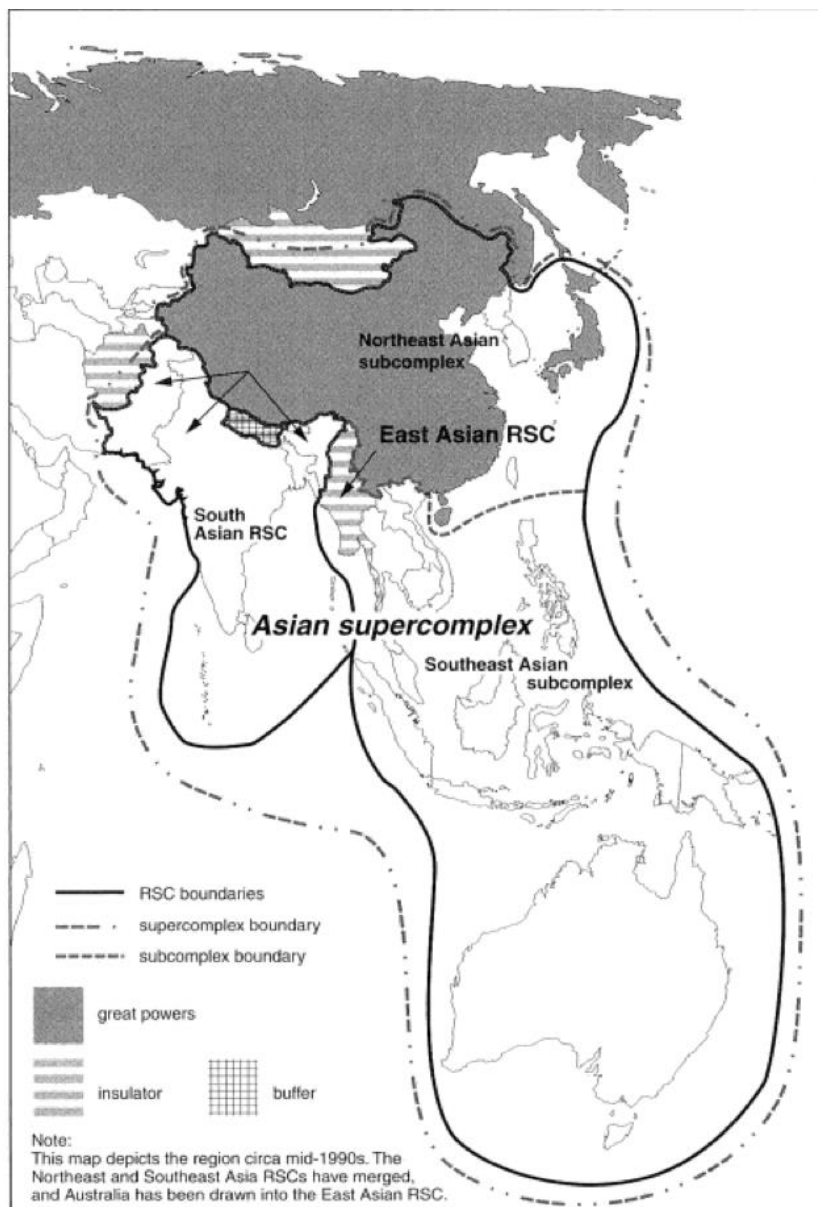 Northeast Asian
subcomplex
East Asian RSC
South
Asian RSC
Asian supercomplex
Southeast Asian
subcomplex
RSC boundaries
supercomplex boundary
subcomplex boundary
great powers
insulator
buffer
Note:
This map depicts the region circa mid-1990s. The
Northeast and Southeast Asia RSCs have merged,
and Australia has been drawn into the East Asian RSC.